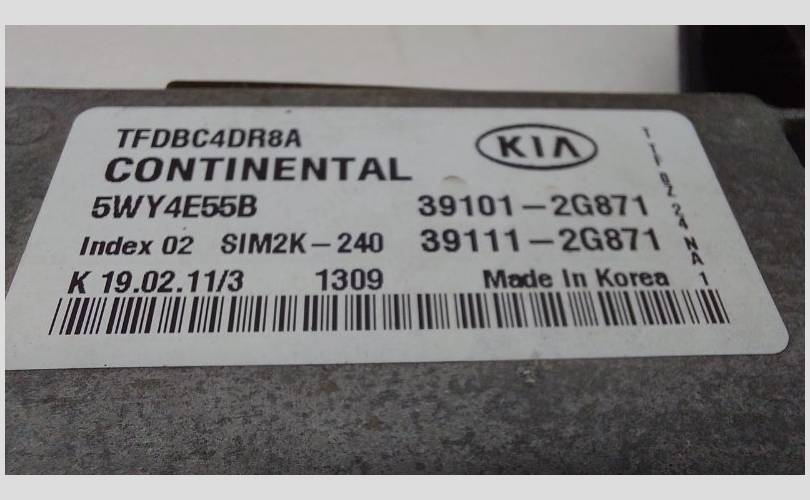 TFDBC4DR8A
KIA
CONTINENTAL
5WY4E55B 39101-2G871
Index 02 SIM2K-240 39111-2G871
K 19.02.11/3 1309 Made In Korea